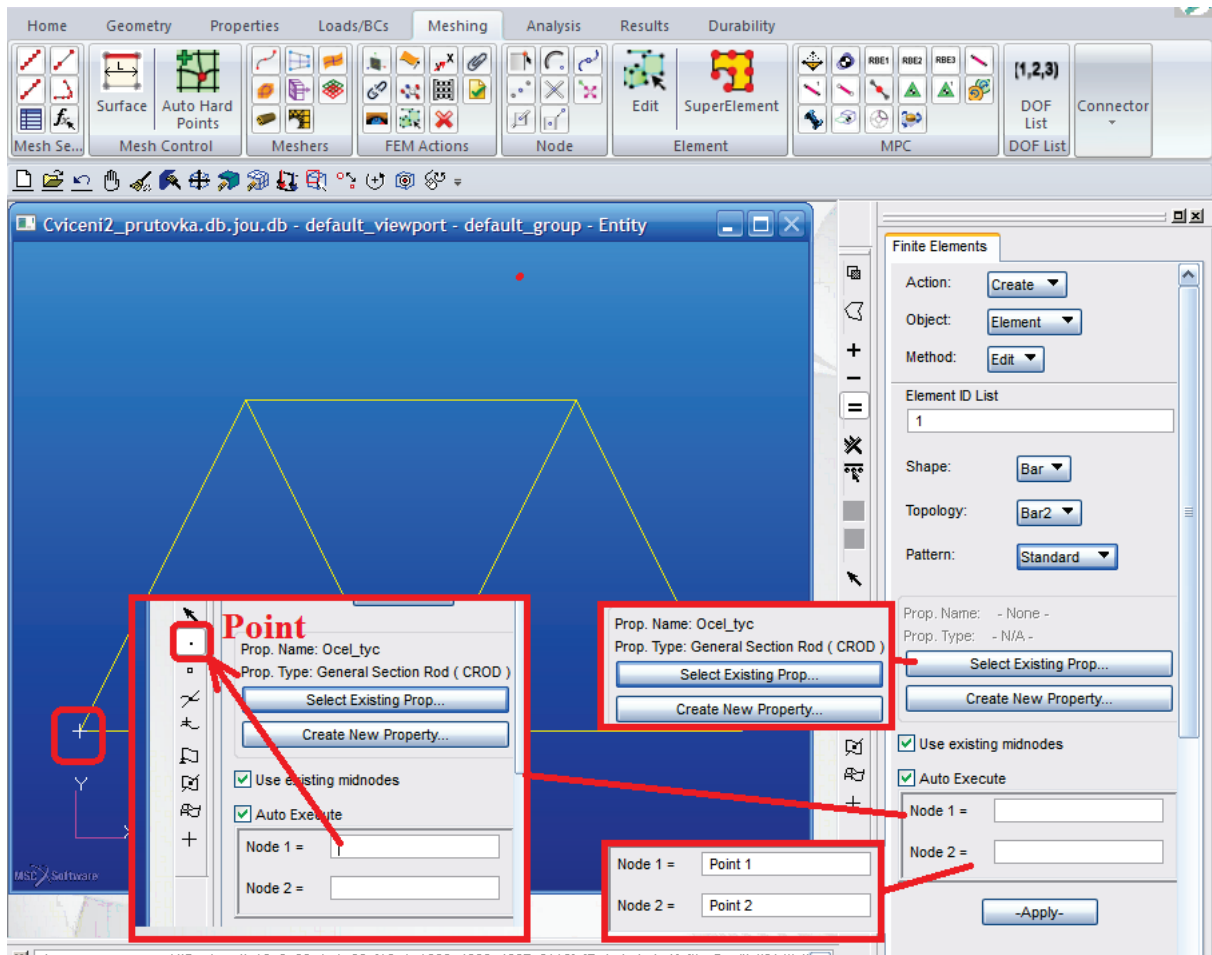 Home Geometry Properties Loads/BCs Meshing Analysis Results Durability
L
Surface
Auto Hard
Points
x
RBE1 RBE2 RBE3
Edit
SuperElement
(1,2,3)
DOF
List
Connector
Mesh Se... Mesh Control Meshers FEM Actions Node Element MPC DOF List
Cviceni2_prutovka.db.jou.db - default_viewport - default_group - Entity
Finite Elements
Action: Create
Object: Element
Method: Edit
Element ID List
1
Shape: Bar
Topology: Bar2
Pattern: Standard
Prop. Name: - None -
Prop. Type: - N/A -
Select Existing Prop...
Create New Property...
Use existing midnodes
Auto Execute
Node 1 =
Node 2 =
-Apply-
Point
Prop. Name: Ocel_tyc
Prop. Type: General Section Rod ( CROD )
Select Existing Prop...
Create New Property...
Use existing midnodes
Auto Execute
Node 1 =
Node 2 =
Prop. Name: Ocel_tyc
Prop. Type: General Section Rod ( CROD )
Select Existing Prop...
Create New Property...
Node 1 = Point 1
Node 2 = Point 2
Y
X
MSC Software